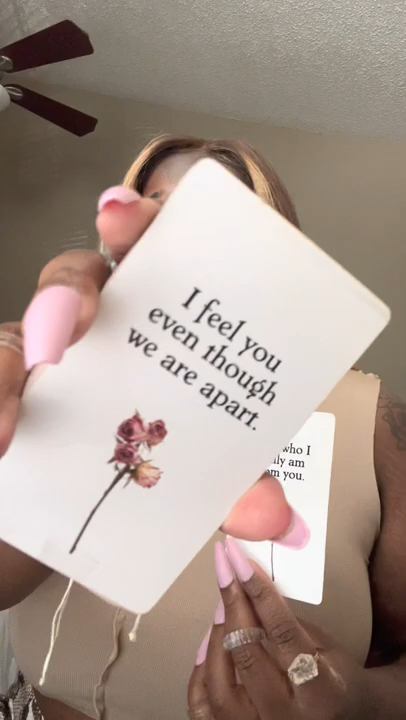 I feel you
even though
we are apart.
who I
am
you.